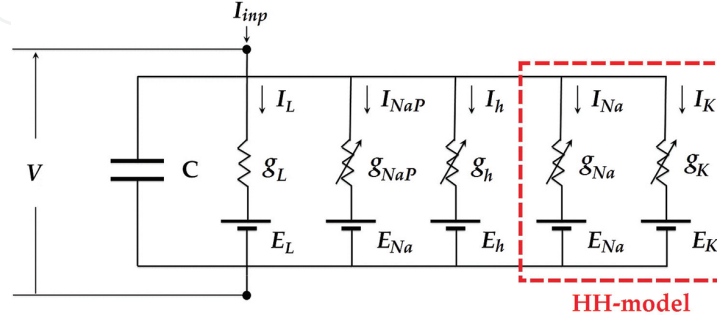 I_inp
I_L I_NaP I_h I_Na I_K
V C g_L g_NaP g_h g_Na g_K
E_L E_Na E_h E_Na E_K
HH-model